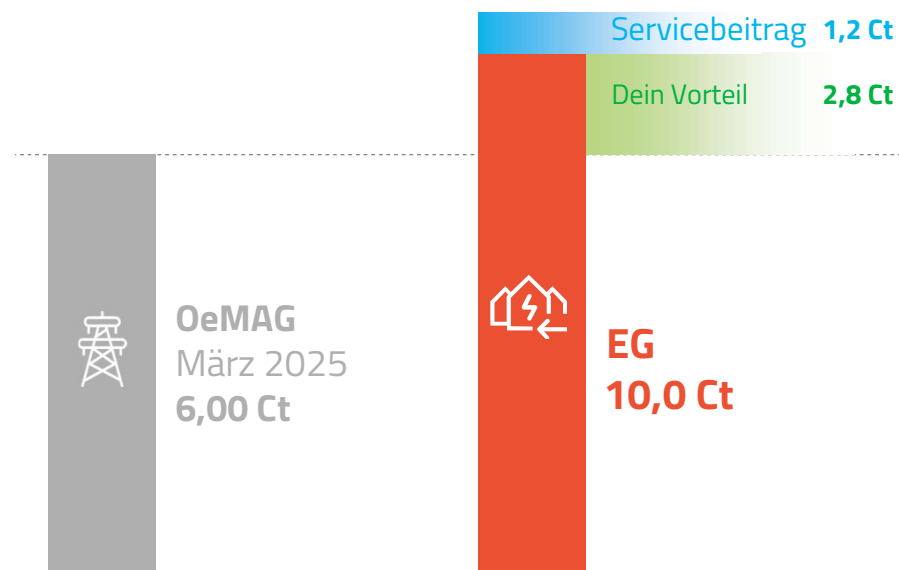 Servicebeitrag 1,2 Ct
Dein Vorteil 2,8 Ct
OeMAG
März 2025
6,00 Ct
EG
10,0 Ct